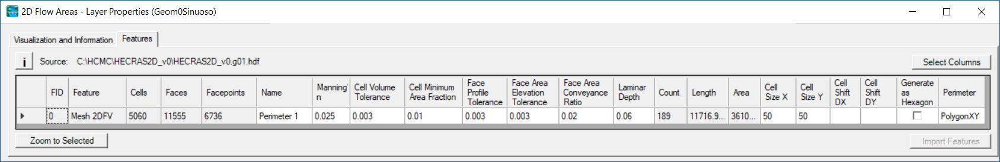 2D Flow Areas - Layer Properties (Geom0Sinuoso)
Visualization and Information Features
i Source: C:\HCMC\HECRAS2D_v0\HECRAS2D_v0.g01.hdf Select Columns
FID Feature Cells Faces Facepoints Name Manning' n Cell Volume Tolerance Cell Minimum Area Fraction Face Profile Tolerance Face Area Elevation Tolerance Face Area Conveyance Ratio Laminar Depth Count Length Area Cell Size X Cell Size Y Cell Shift DX Cell Shift DY Generate as Hexagon Perimeter
0 Mesh 2DFV 5060 11555 6736 Perimeter 1 0.025 0.003 0.01 0.003 0.003 0.02 0.06 189 11716.9... 3610... 50 50 PolygonXY
Zoom to Selected Import Features